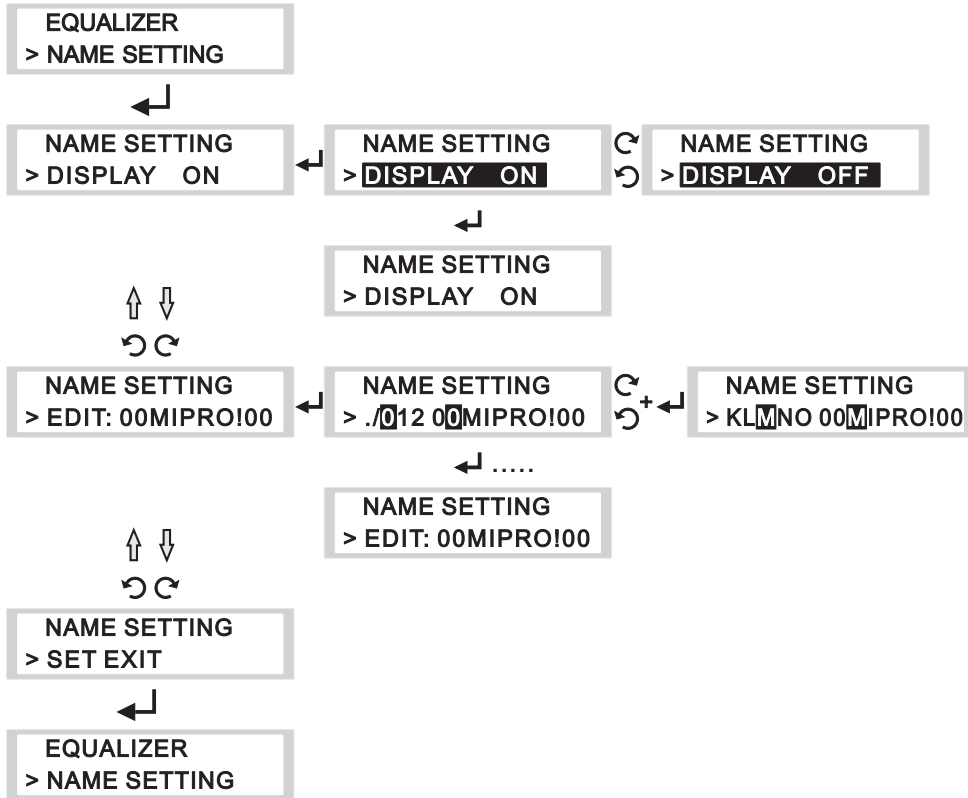 EQUALIZER
> NAME SETTING
NAME SETTING
> DISPLAY ON
NAME SETTING
> DISPLAY ON
NAME SETTING
> DISPLAY OFF
NAME SETTING
> DISPLAY ON
NAME SETTING
> EDIT: 00MIPRO!00
NAME SETTING
> ./012 00MIPRO!00
+
NAME SETTING
> KLMNO 00MIPRO!00
.....
NAME SETTING
> EDIT: 00MIPRO!00
NAME SETTING
> SET EXIT
EQUALIZER
> NAME SETTING